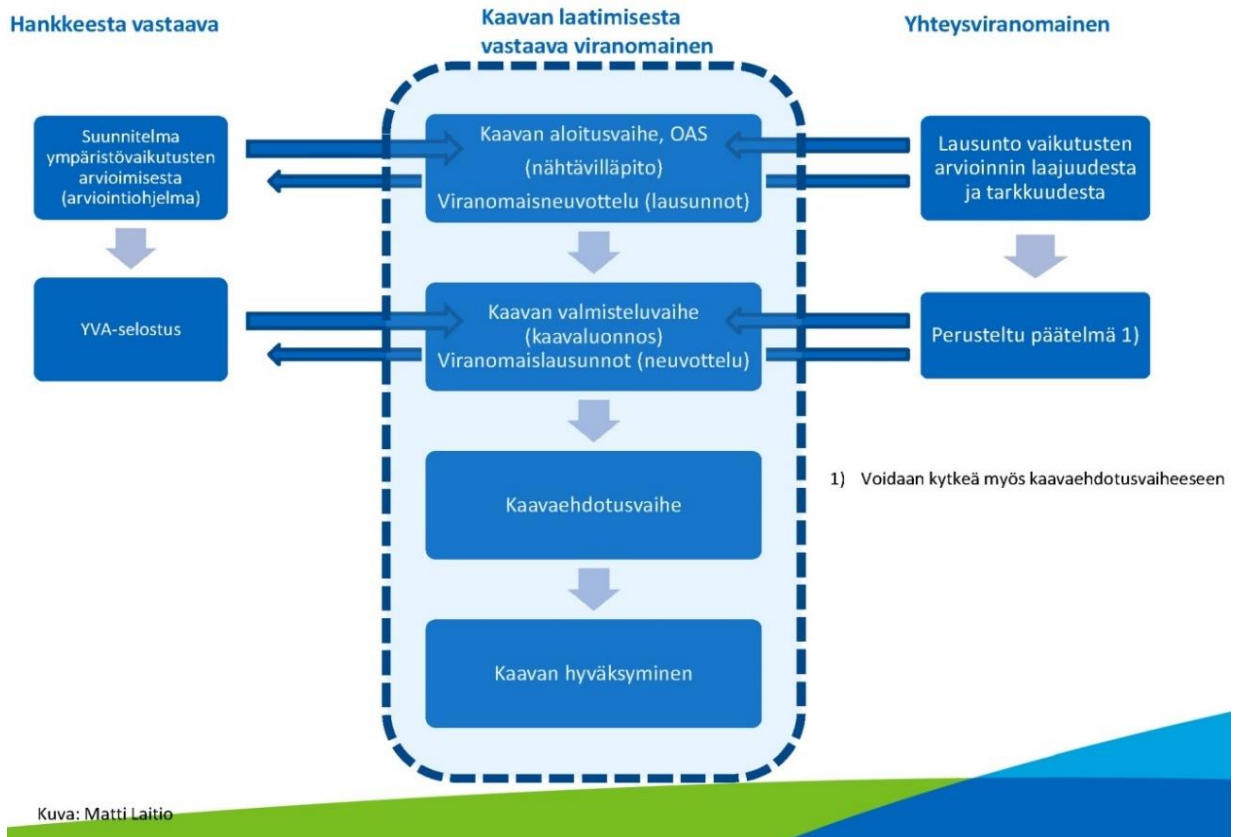 Hankkeesta vastaava
Kaavan laatimisesta
vastaava viranomainen
Yhteysviranomainen
Suunnitelma
ympäristövaikutusten
arvioimisesta
(arviointiohjelma)
Kaavan aloitusvaihe, OAS
(nähtävilläpito)
Viranomaisneuvottelu (lausunnot)
Lausunto vaikutusten
arvioinnin laajuudesta
ja tarkkuudesta
YVA-selostus
Kaavan valmisteluvaihe
(kaavaluonnos)
Viranomaislausunnot (neuvottelu)
Perusteltu päätelmä 1)
Kaavaehdotusvaihe
1) Voidaan kytkeä myös kaavaehdotusvaiheeseen
Kaavan hyväksyminen
Kuva: Matti Laitio